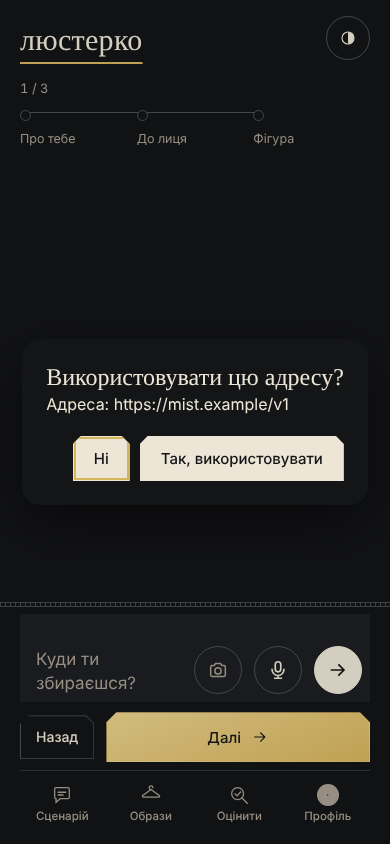 люстерко
1 / 3
Про тебе
До лиця
Фігура
Використовувати цю адресу?
Адреса: https://mist.example/v1
Ні
Так, використовувати
Куди ти
збираєшся?
Назад
Далі →
Сценарій
Образи
Оцінити
Профіль